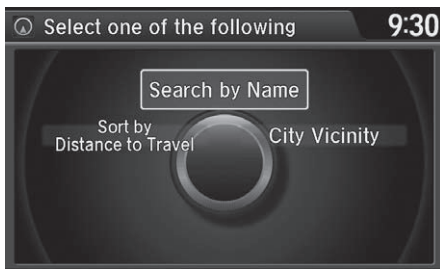 Select one of the following
9:30
Search by Name
Sort by
Distance to Travel
City Vicinity